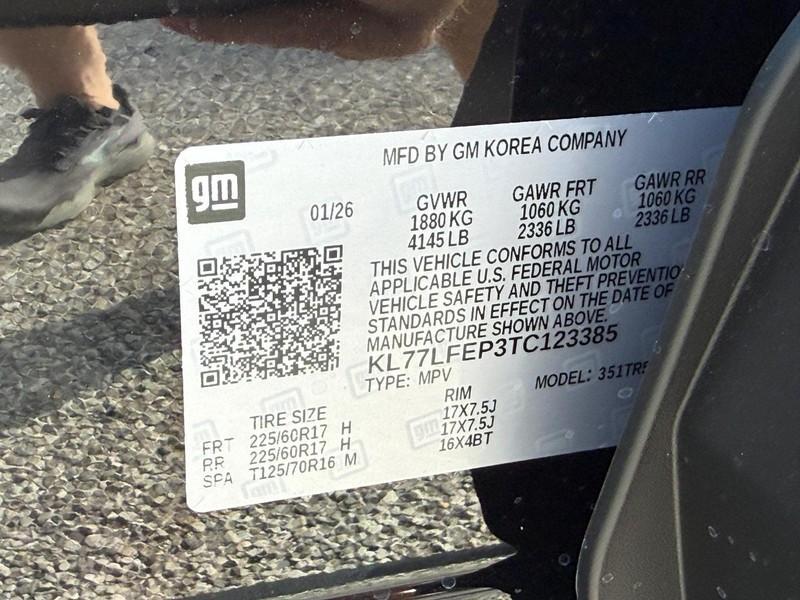 MFD BY GM KOREA COMPANY
gm
01/26
GVWR GAWR FRT GAWR RR
1880 KG 1060 KG 1060 KG
4145 LB 2336 LB 2336 LB
THIS VEHICLE CONFORMS TO ALL
APPLICABLE U.S. FEDERAL MOTOR
VEHICLE SAFETY AND THEFT PREVENTIO
STANDARDS IN EFFECT ON THE DATE OF
MANUFACTURE SHOWN ABOVE.
KL77LFEP3TC123385
TYPE: MPV MODEL: 351TR
TIRE SIZE RIM
FRT 225/60R17 H 17X7.5J
RR 225/60R17 H 17X7.5J
SPA T125/70R16 M 16X4BT